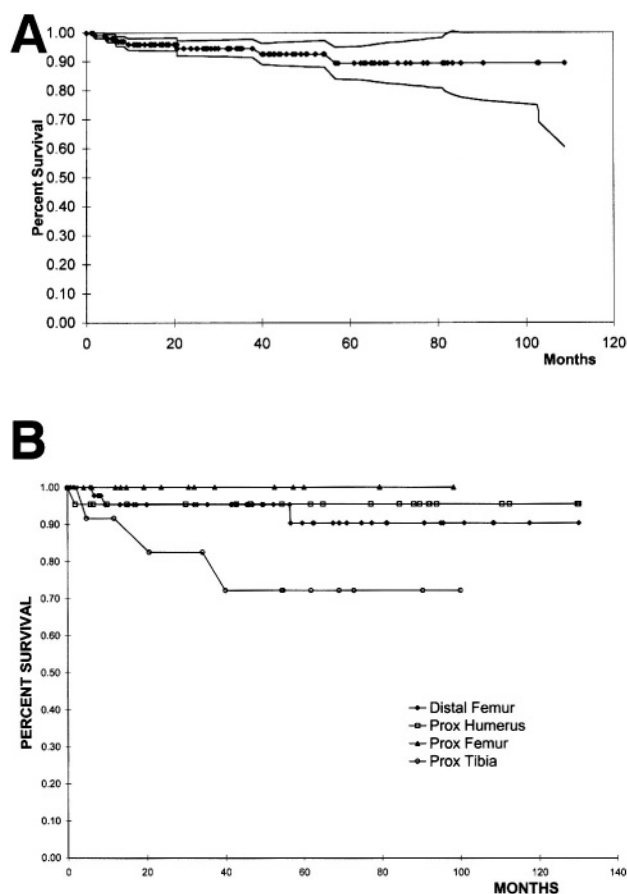 A
Percent Survival
1.00
0.90
0.80
0.70
0.60
0.50
0.40
0.30
0.20
0.10
0.00
0 20 40 60 80 100 120
Months
B
PERCENT SURVIVAL
1.00
0.90
0.80
0.70
0.60
0.50
0.40
0.30
0.20
0.10
0.00
Distal Femur
Prox Humerus
Prox Femur
Prox Tibia
0 20 40 60 80 100 120 140
MONTHS